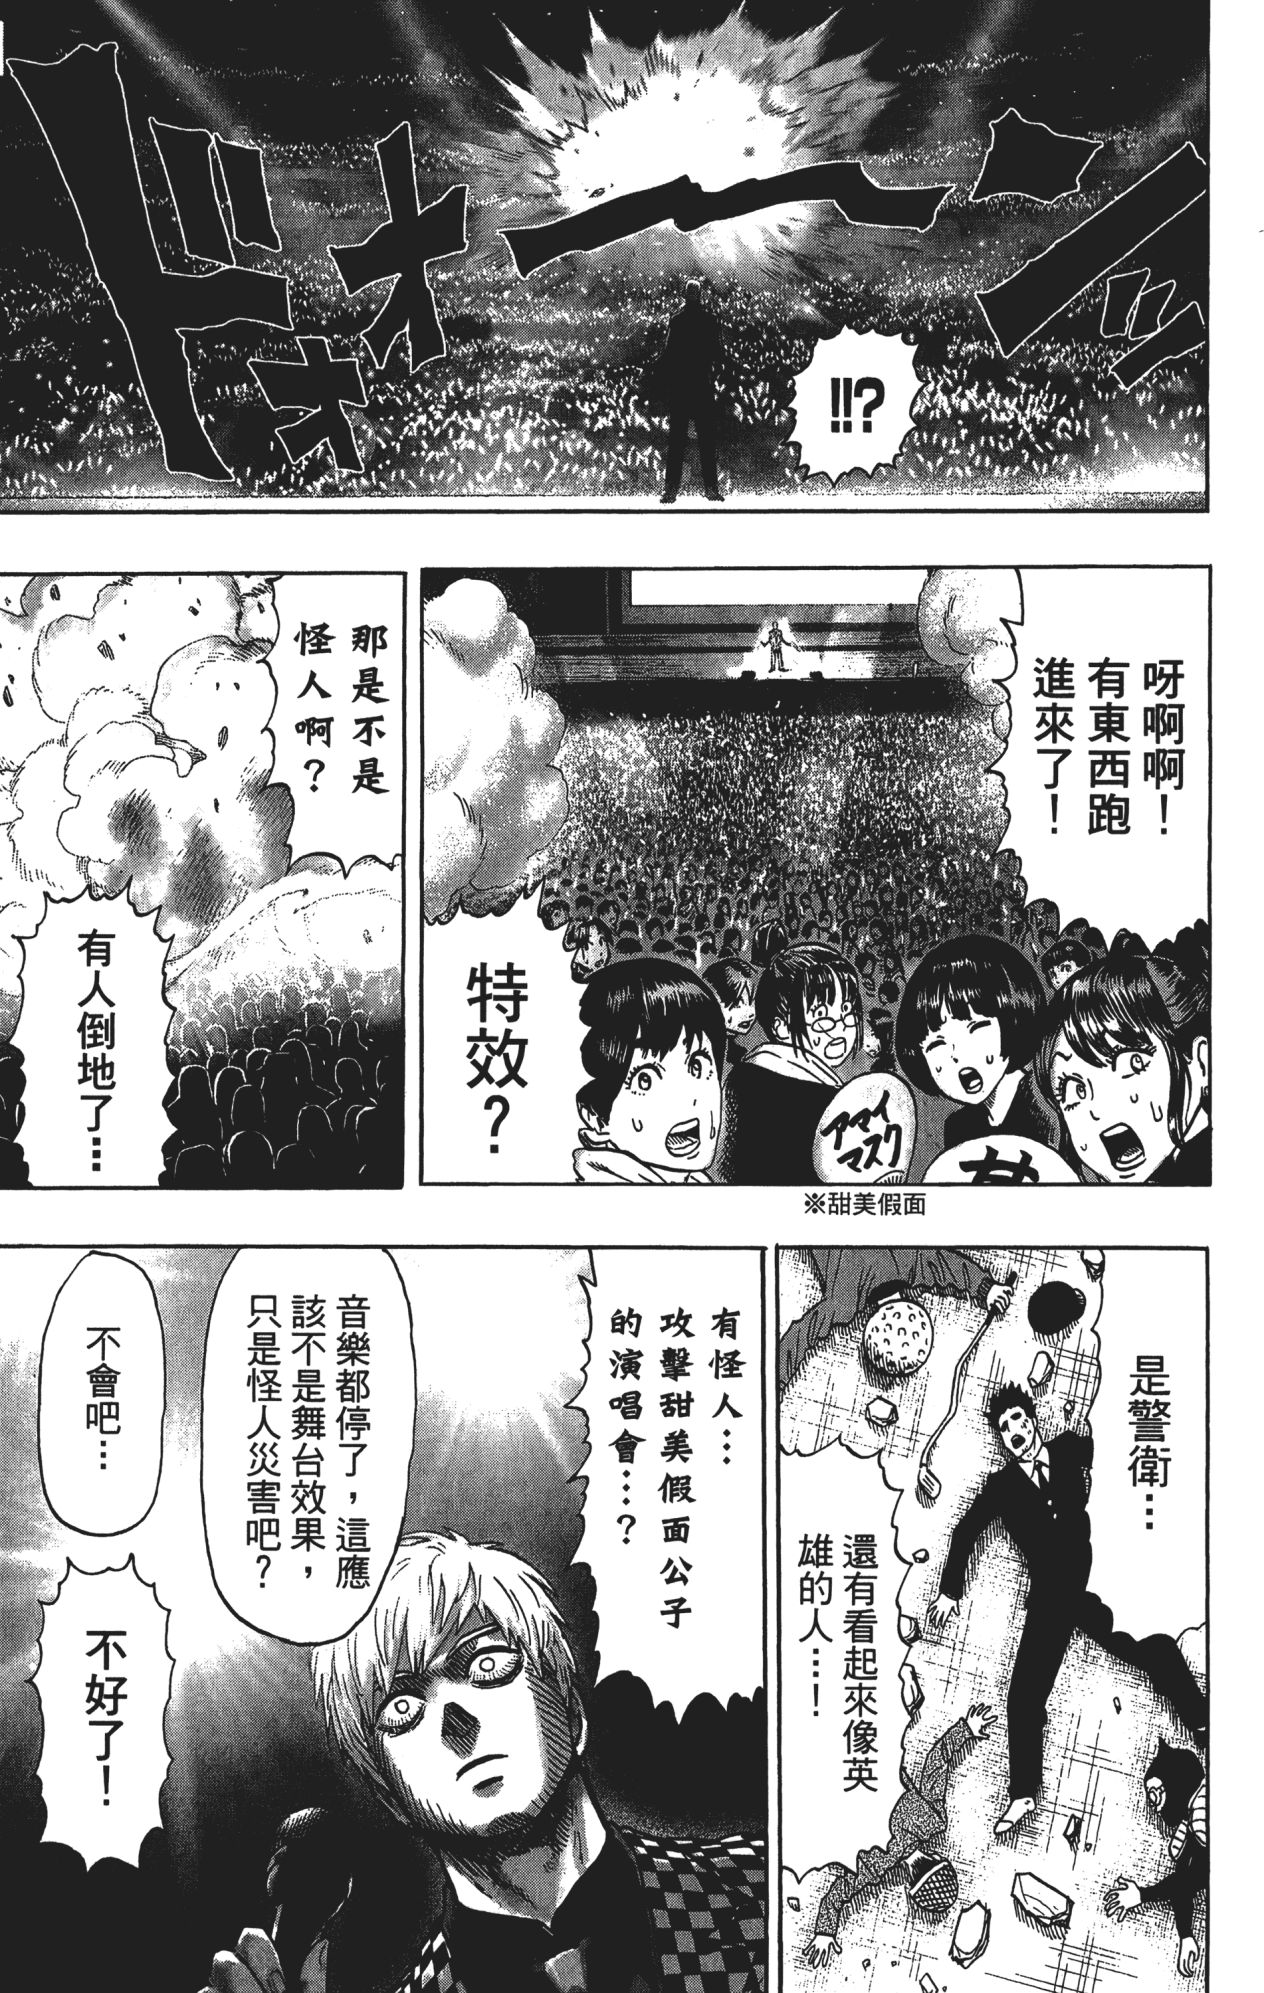 ドォォーンッ
!!!?
呀啊啊！
有東西跑
進來了！
特效？
アマイ
マスク
甘
※甜美假面
那是不是
怪人啊？
有人倒地了…
是警衛…
還有看起來像英
雄的人…！
有怪人…
攻擊甜美假面公子
的演唱會…？
音樂都停了，這應
該不是舞台效果，
只是怪人災害吧？
不會吧…
不好了！